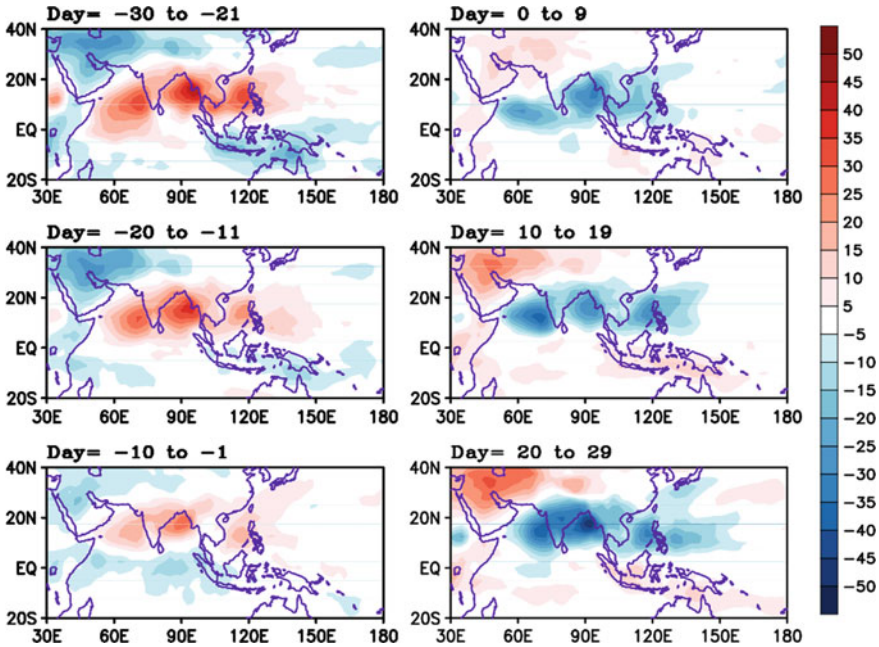 Day= −30 to −21
40N
20N
EQ
20S
30E 60E 90E 120E 150E 180
Day= 0 to 9
40N
20N
EQ
20S
30E 60E 90E 120E 150E 180
Day= −20 to −11
40N
20N
EQ
20S
30E 60E 90E 120E 150E 180
Day= 10 to 19
40N
20N
EQ
20S
30E 60E 90E 120E 150E 180
Day= −10 to −1
40N
20N
EQ
20S
30E 60E 90E 120E 150E 180
Day= 20 to 29
40N
20N
EQ
20S
30E 60E 90E 120E 150E 180
50
45
40
35
30
25
20
15
10
5
−5
−10
−15
−20
−25
−30
−35
−40
−45
−50